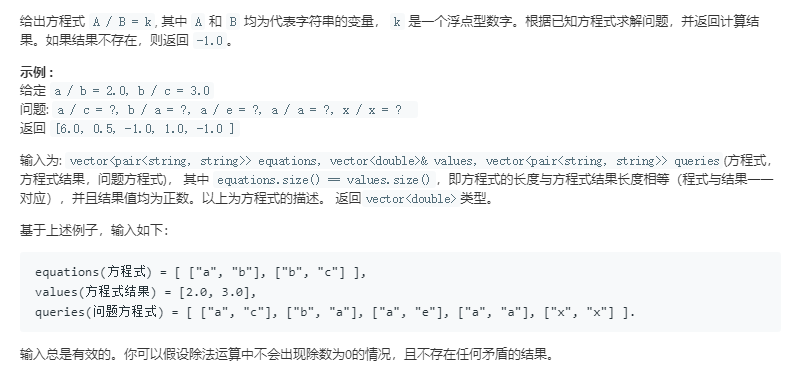 给出方程式 A / B = k, 其中 A 和 B 均为代表字符串的变量， k 是一个浮点型数字。根据已知方程式求解问题，并返回计算结
果。如果结果不存在，则返回 -1.0。
示例：
给定 a / b = 2.0, b / c = 3.0
问题: a / c = ?, b / a = ?, a / e = ?, a / a = ?, x / x = ?
返回 [6.0, 0.5, -1.0, 1.0, -1.0 ]
输入为: vector<pair<string, string>> equations, vector<double>& values, vector<pair<string, string>> queries(方程式，
方程式结果，问题方程式)， 其中 equations.size() == values.size()，即方程式的长度与方程式结果长度相等（程式与结果一一
对应），并且结果值均为正数。以上为方程式的描述。 返回vector<double>类型。
基于上述例子，输入如下：
equations(方程式) = [ ["a", "b"], ["b", "c"] ],
values(方程式结果) = [2.0, 3.0],
queries(问题方程式) = [ ["a", "c"], ["b", "a"], ["a", "e"], ["a", "a"], ["x", "x"] ].
输入总是有效的。你可以假设除法运算中不会出现除数为0的情况，且不存在任何矛盾的结果。